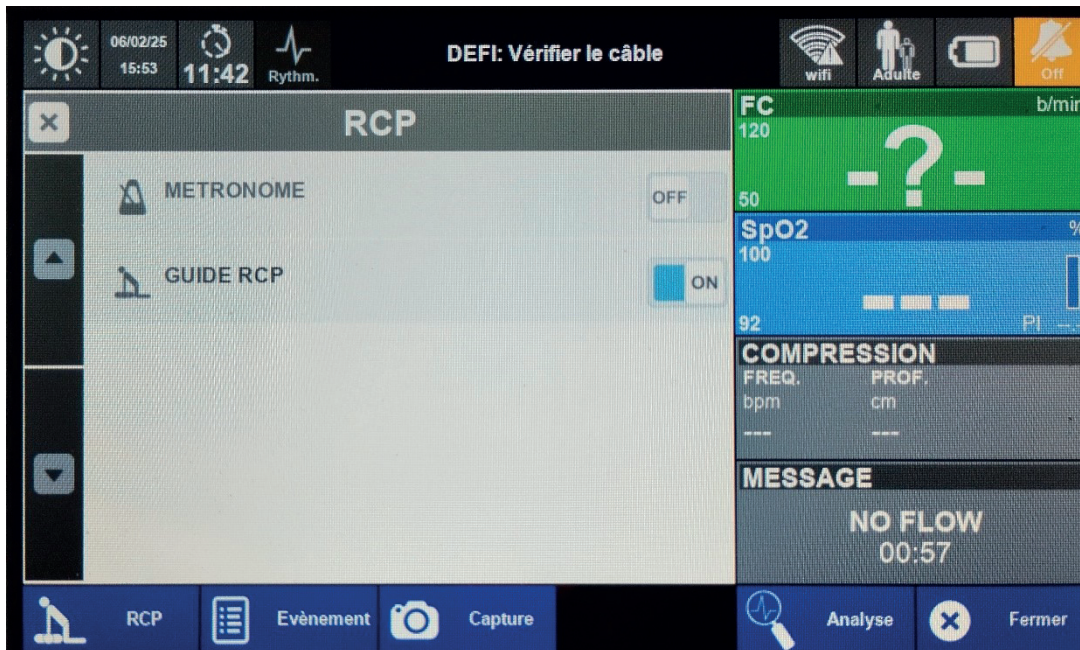 06/02/25
15:53
11:42
Rythm.
DEFI: Vérifier le câble
wifi
Adulte
Off
RCP
METRONOME
OFF
GUIDE RCP
ON
FC b/min
120
-?-
50
SpO2 %
100
---
92
PI --.-
COMPRESSION
FREQ. PROF.
bpm cm
--- ---
MESSAGE
NO FLOW
00:57
RCP
Evènement
Capture
Analyse
Fermer